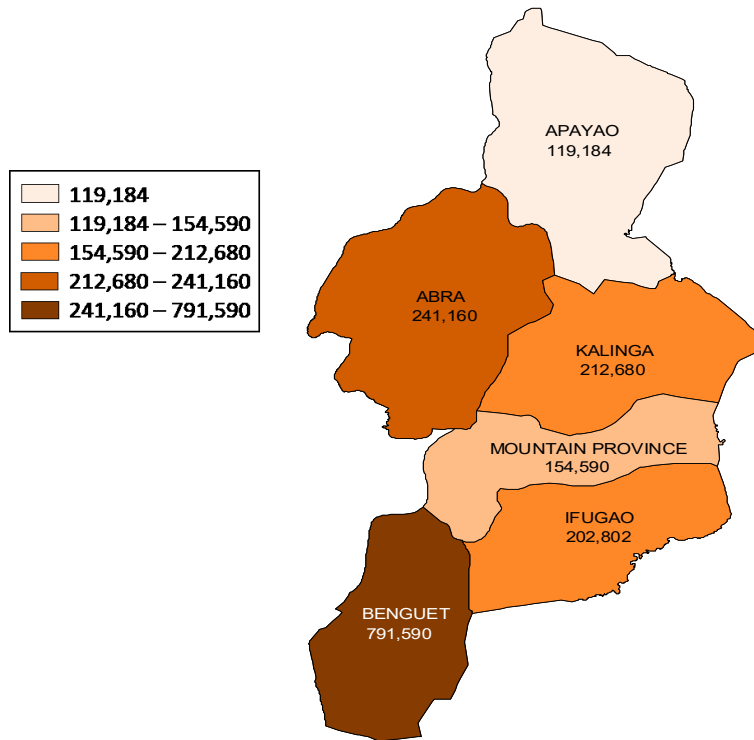 APAYAO
119,184
119,184
119,184 – 154,590
154,590 – 212,680
212,680 – 241,160
241,160 – 791,590
ABRA
241,160
KALINGA
212,680
MOUNTAIN PROVINCE
154,590
IFUGAO
202,802
BENGUET
791,590